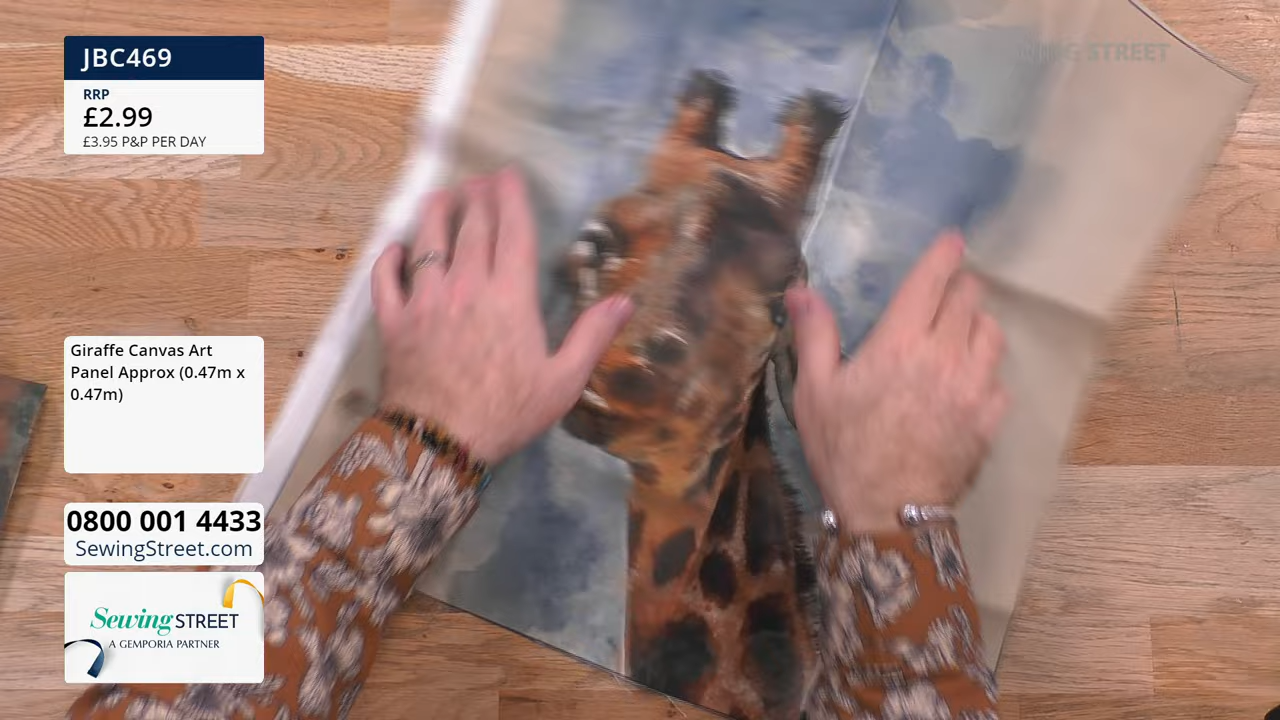 JBC469
RRP
£2.99
£3.95 P&P PER DAY
Giraffe Canvas Art
Panel Approx (0.47m x
0.47m)
0800 001 4433
SewingStreet.com
Sewing STREET
A GEMPORIA PARTNER
STREET